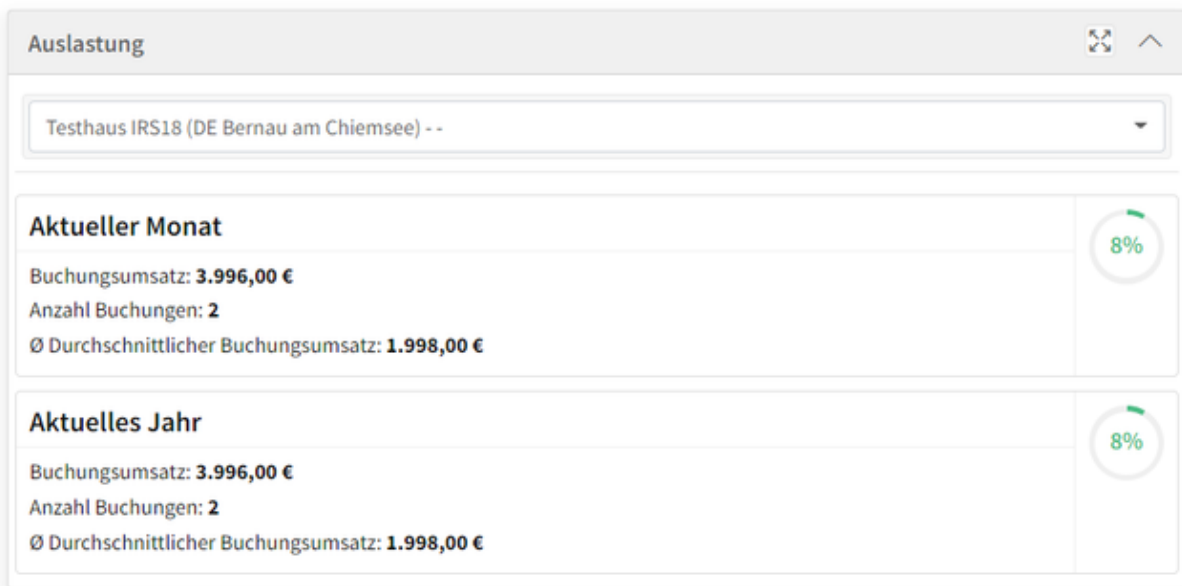 Auslastung
Testhaus IRS18 (DE Bernau am Chiemsee) - -
Aktueller Monat
8%
Buchungsumsatz: 3.996,00 €
Anzahl Buchungen: 2
Ø Durchschnittlicher Buchungsumsatz: 1.998,00 €
Aktuelles Jahr
8%
Buchungsumsatz: 3.996,00 €
Anzahl Buchungen: 2
Ø Durchschnittlicher Buchungsumsatz: 1.998,00 €